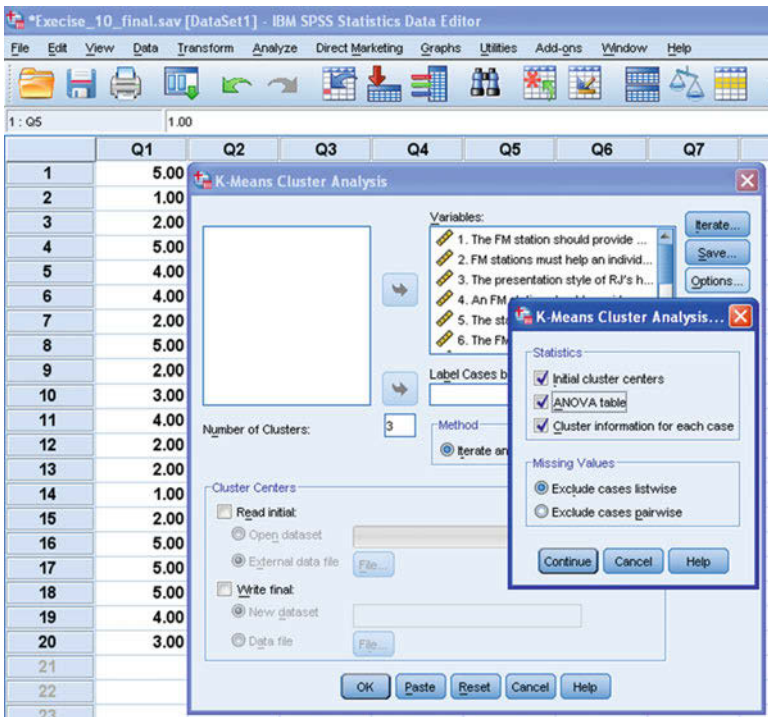 *Execise_10_final.sav [DataSet1] - IBM SPSS Statistics Data Editor
File Edit View Data Transform Analyze Direct Marketing Graphs Utilities Add-ons Window Help
1 : Q5 1.00
Q1 Q2 Q3 Q4 Q5 Q6 Q7
1 5.00
2 1.00
3 2.00
4 5.00
5 4.00
6 4.00
7 2.00
8 5.00
9 2.00
10 3.00
11 4.00
12 2.00
13 2.00
14 1.00
15 2.00
16 5.00
17 5.00
18 5.00
19 4.00
20 3.00
21
22
23
K-Means Cluster Analysis
Variables:
1. The FM station should provide ...
2. FM stations must help an individ...
3. The presentation style of RJ's h...
4. An FM
5. The
6. The FM
Iterate...
Save...
Options...
Label Cases
Number of Clusters: 3
Method
Iterate
Cluster Centers
Read initial:
Open dataset
External data file File...
Write final:
New dataset
Data file File...
OK Paste Reset Cancel Help
K-Means Cluster Analysis...
Statistics
Initial cluster centers
ANOVA table
Cluster information for each case
Missing Values
Exclude cases listwise
Exclude cases pairwise
Continue Cancel Help